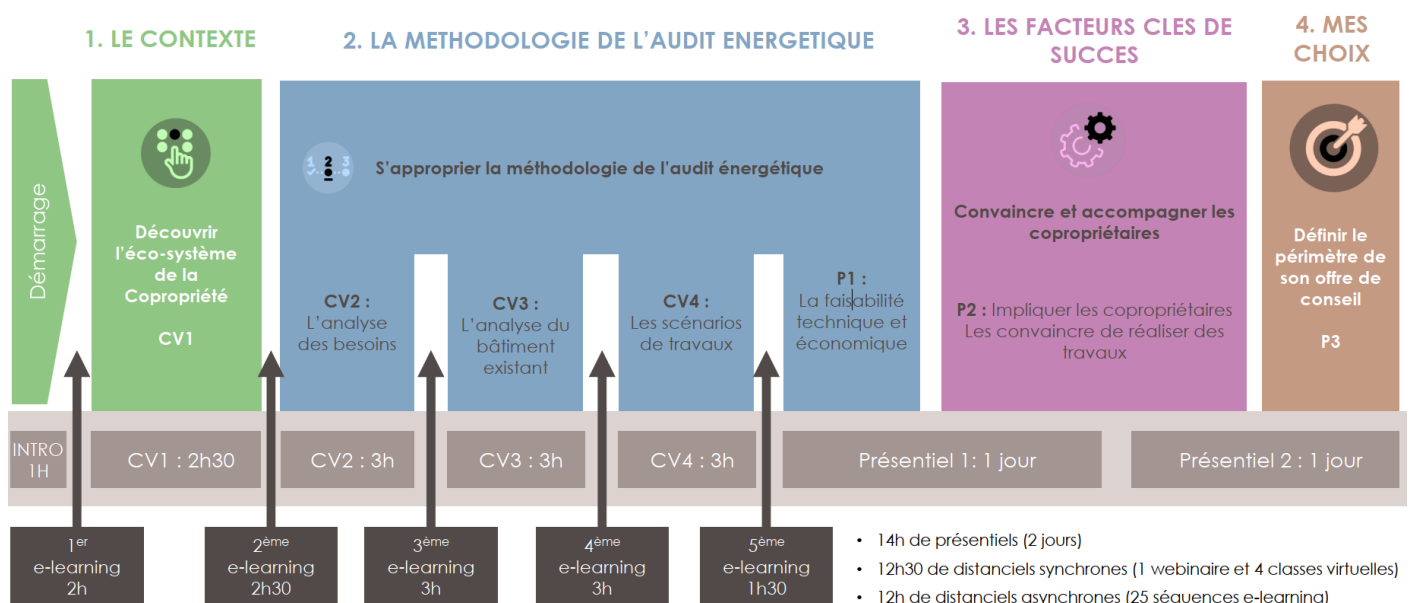 1. LE CONTEXTE
2. LA METHODOLOGIE DE L'AUDIT ENERGETIQUE
3. LES FACTEURS CLES DE
SUCCES
4. MES
CHOIX
Démarrage
Découvrir
l'éco-système
de la
Copropriété
CV1
1 2 3
S'approprier la méthodologie de l'audit énergétique
CV2 :
L'analyse
des besoins
CV3 :
L'analyse du
bâtiment
existant
CV4 :
Les scénarios
de travaux
P1 :
La faisabilité
technique et
économique
Convaincre et accompagner les
copropriétaires
P2 : Impliquer les copropriétaires
Les convaincre de réaliser des
travaux
Définir le
périmètre de
son offre de
conseil
P3
INTRO
1H
CV1 : 2h30
CV2 : 3h
CV3 : 3h
CV4 : 3h
Présentiel 1: 1 jour
Présentiel 2 : 1 jour
1er
e-learning
2h
2ème
e-learning
2h30
3ème
e-learning
3h
4ème
e-learning
3h
5ème
e-learning
1h30
• 14h de présentiels (2 jours)
• 12h30 de distanciels synchrones (1 webinaire et 4 classes virtuelles)
• 12h de distanciels asynchrones (25 séquences e-learning)